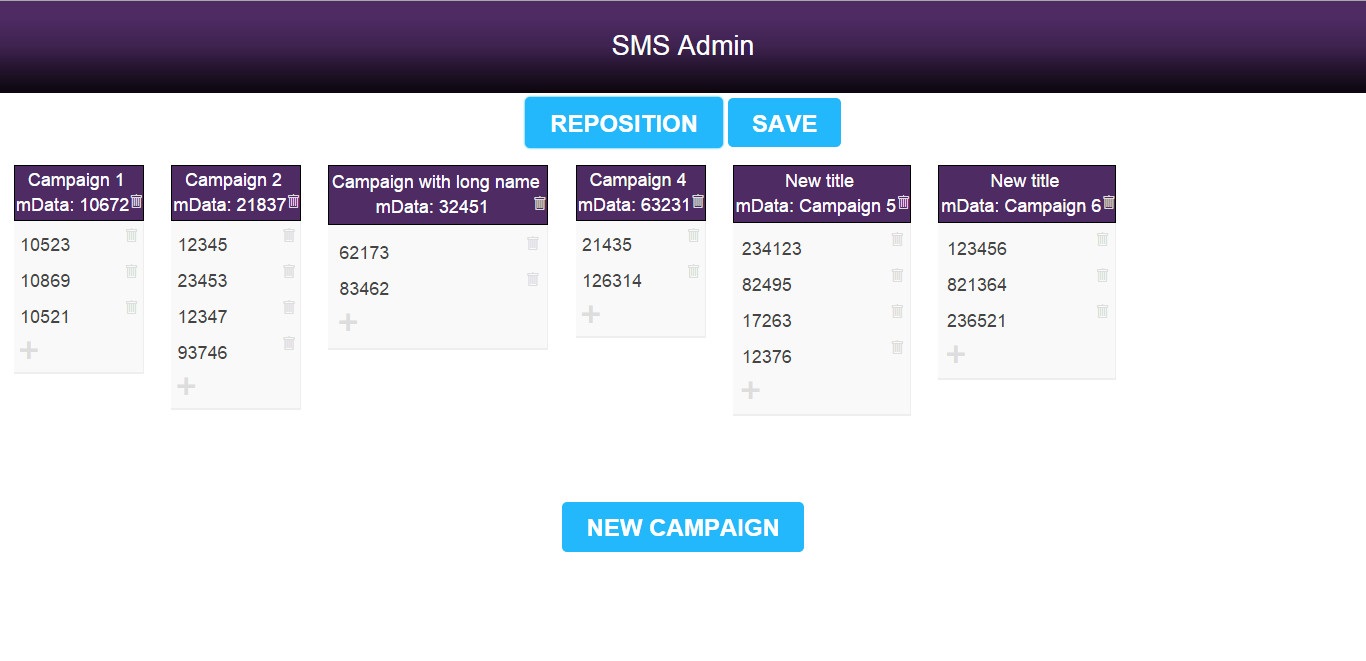 SMS Admin
REPOSITION
SAVE
Campaign 1
mData: 10672
10523
10869
10521
Campaign 2
mData: 21837
12345
23453
12347
93746
Campaign with long name
mData: 32451
62173
83462
Campaign 4
mData: 63231
21435
126314
New title
mData: Campaign 5
234123
82495
17263
12376
New title
mData: Campaign 6
123456
821364
236521
NEW CAMPAIGN